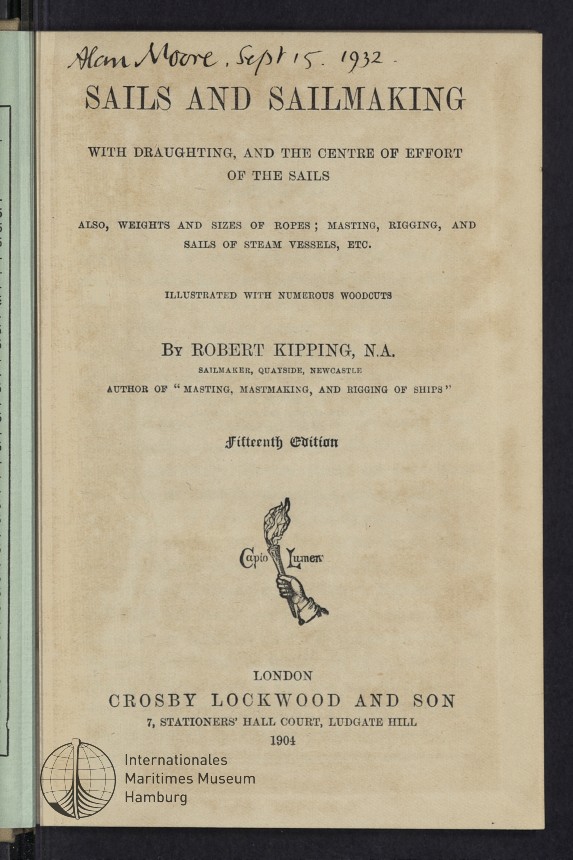 Alan Moore. Sept 15. 1932.
SAILS AND SAILMAKING
WITH DRAUGHTING, AND THE CENTRE OF EFFORT
OF THE SAILS
ALSO, WEIGHTS AND SIZES OF ROPES; MASTING, RIGGING, AND
SAILS OF STEAM VESSELS, ETC.
ILLUSTRATED WITH NUMEROUS WOODCUTS
BY ROBERT KIPPING, N.A.
SAILMAKER, QUAYSIDE, NEWCASTLE
AUTHOR OF "MASTING, MASTMAKING, AND RIGGING OF SHIPS"
Fifteenth Edition
Capio Lumen
LONDON
CROSBY LOCKWOOD AND SON
7, STATIONERS' HALL COURT, LUDGATE HILL
1904
Internationales
Maritimes Museum
Hamburg